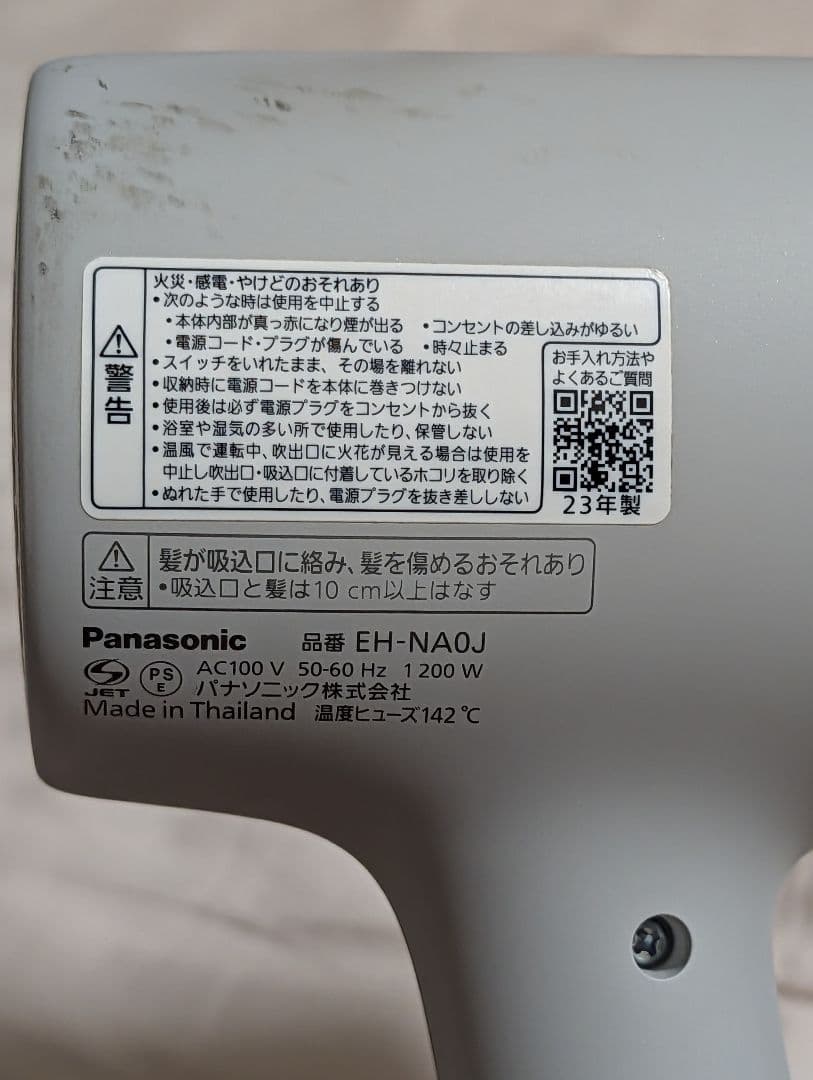 火災・感電・やけどのおそれあり
•次のような時は使用を中止する
•本体内部が真っ赤になり煙が出る •コンセントの差し込みがゆるい
•電源コード・プラグが傷んでいる •時々止まる
•スイッチをいれたまま、その場を離れない
•収納時に電源コードを本体に巻きつけない
•使用後は必ず電源プラグをコンセントから抜く
•浴室や湿気の多い所で使用したり、保管しない
•温風で運転中、吹出口に火花が見える場合は使用を
中止し吹出口・吸込口に付着しているホコリを取り除く
•ぬれた手で使用したり、電源プラグを抜き差ししない
警告
お手入れ方法や
よくあるご質問
23年製
注意
髪が吸込口に絡み、髪を傷めるおそれあり
•吸込口と髪は10 cm以上はなす
Panasonic 品番 EH-NA0J
JET PS E AC100 V 50-60 Hz 1 200 W
パナソニック株式会社
Made in Thailand 温度ヒューズ142℃